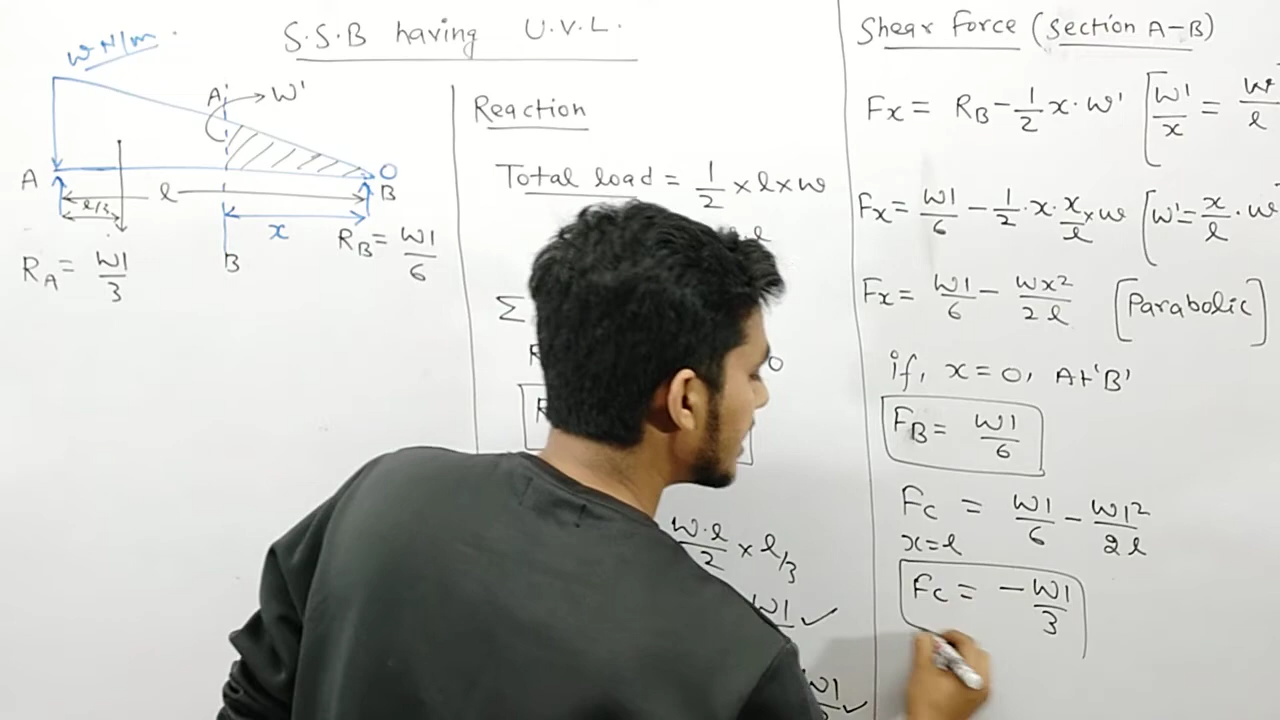 S.S.B having U.V.L.
w N/m.
A'
W'
A
l
O
B
l/3
x
R_A = Wl/3
B
R_B = Wl/6
Reaction
Total load = 1/2 × l × w
l
Σ
R
0
w·l/2 × l/3
Wl ✓
Wl ✓
Shear Force (Section A-B)
Fx = R_B - 1/2 x · W' [W'/x = W/l
Fx = Wl/6 - 1/2 · x · x/l × w [W' = x/l · w
Fx = Wl/6 - Wx²/2l [Parabolic]
if, x = 0, At 'B'
F_B = Wl/6
F_C = Wl/6 - Wl²/2l
x = l
F_C = -Wl/3